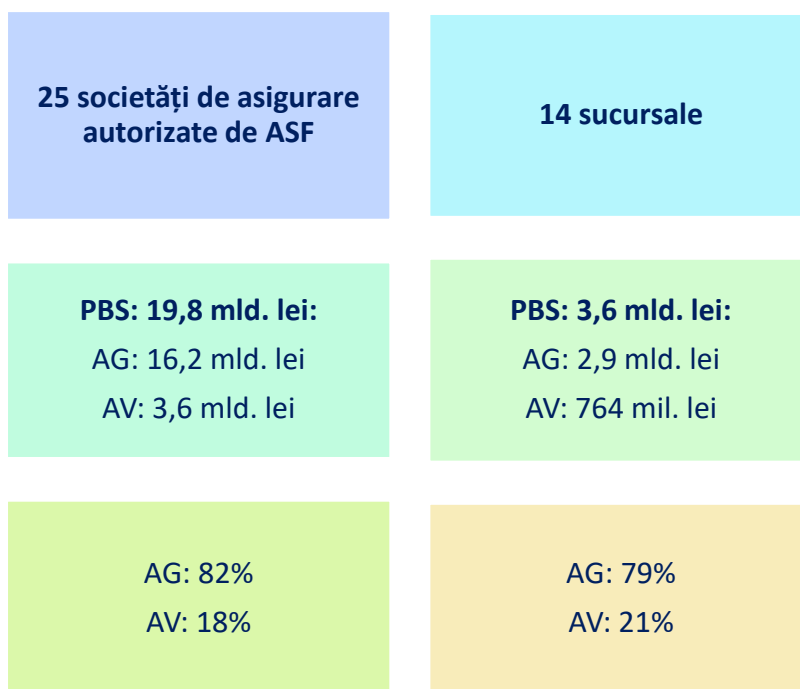 25 societăți de asigurare
autorizate de ASF
14 sucursale
PBS: 19,8 mld. lei:
AG: 16,2 mld. lei
AV: 3,6 mld. lei
PBS: 3,6 mld. lei:
AG: 2,9 mld. lei
AV: 764 mil. lei
AG: 82%
AV: 18%
AG: 79%
AV: 21%